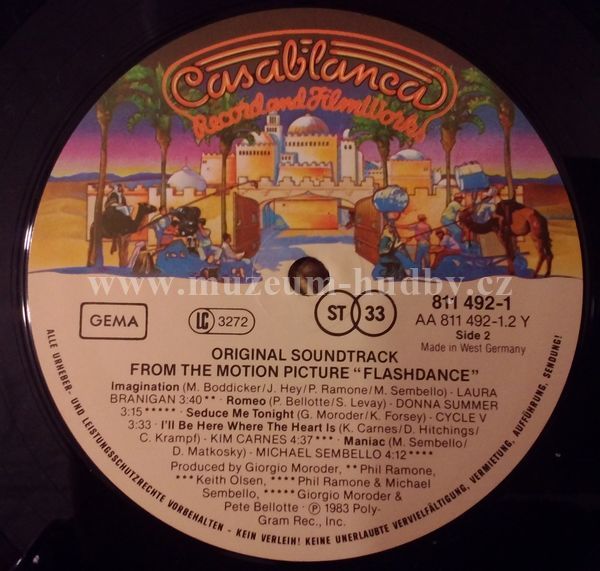 Casablanca
Record and FilmWorks
www.muzeum-hudby.cz
GEMA
LC 3272
ST 33
811 492-1
AA 811 492-1.2 Y
Side 2
Made in West Germany
ORIGINAL SOUNDTRACK
FROM THE MOTION PICTURE “FLASHDANCE”
Imagination (M. Boddicker/J. Hey/P. Ramone/M. Sembello) - LAURA
BRANIGAN 3:40 ** · Romeo (P. Bellotte/S. Levay) - DONNA SUMMER
3:15 ***** · Seduce Me Tonight (G. Moroder/K. Forsey) - CYCLE V
3:33 · I'll Be Here Where The Heart Is (K. Carnes/D. Hitchings/
C. Krampf) - KIM CARNES 4:37 *** · Maniac (M. Sembello/
D. Matkosky) - MICHAEL SEMBELLO 4:12 ****
Produced by Giorgio Moroder, **Phil Ramone,
***Keith Olsen, ****Phil Ramone & Michael
Sembello, *****Giorgio Moroder &
Pete Bellotte · ℗ 1983 Poly-
Gram Rec., Inc.
ALLE URHEBER- UND LEISTUNGSSCHUTZRECHTE VORBEHALTEN - KEIN VERLEIH! KEINE UNERLAUBTE VERVIELFÄLTIGUNG, VERMIETUNG, AUFFÜHRUNG, SENDUNG!